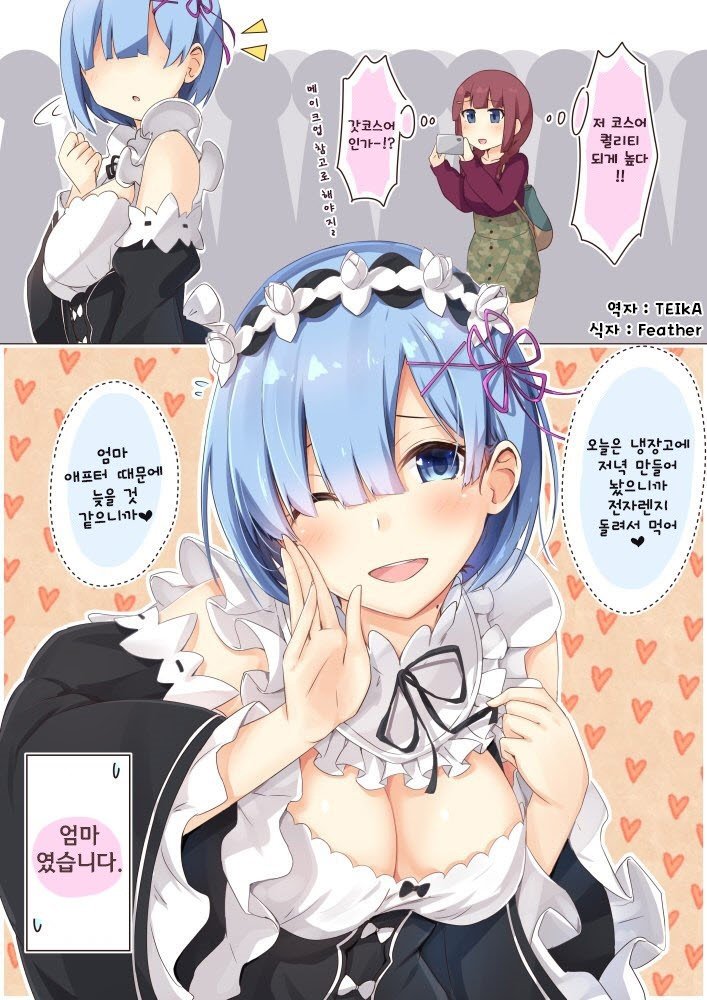 저 코스어
퀄리티
되게 높다
!!
갓코스어
인가-!?
메이크업 참고로 해야지
역자 : TEIKA
식자 : Feather
오늘은 냉장고에
저녁 만들어
놨으니까
전자렌지
돌려서 먹어
♥
엄마
애프터 때문에
늦을 것
같으니까♥
엄마
였습니다.